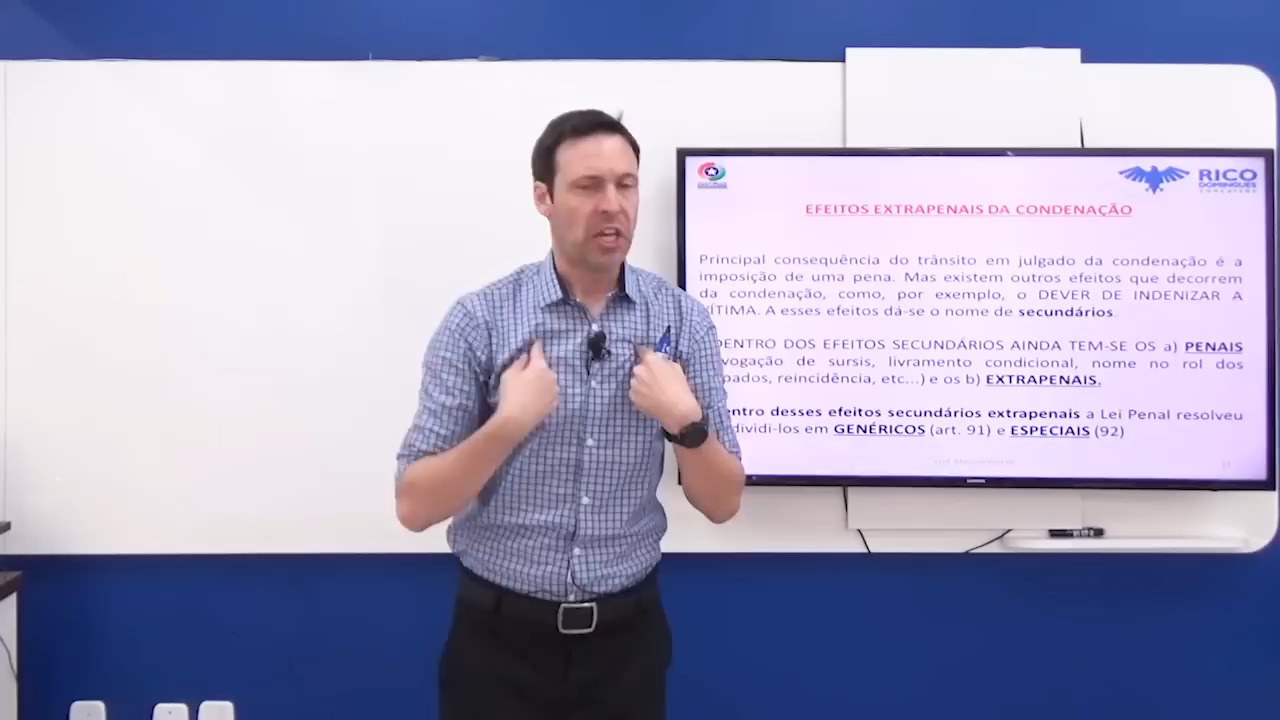 RICO
DOMINGUES
CONCURSOS
EFEITOS EXTRAPENAIS DA CONDENAÇÃO
Principal consequência do trânsito em julgado da condenação é a
imposição de uma pena. Mas existem outros efeitos que decorrem
da condenação, como, por exemplo, o DEVER DE INDENIZAR A
ÍTIMA. A esses efeitos dá-se o nome de secundários.
DENTRO DOS EFEITOS SECUNDÁRIOS AINDA TEM-SE OS a) PENAIS
vogação de sursis, livramento condicional, nome no rol dos
pados, reincidência, etc...) e os b) EXTRAPENAIS.
entro desses efeitos secundários extrapenais a Lei Penal resolveu
dividi-los em GENÉRICOS (art. 91) e ESPECIAIS (92)